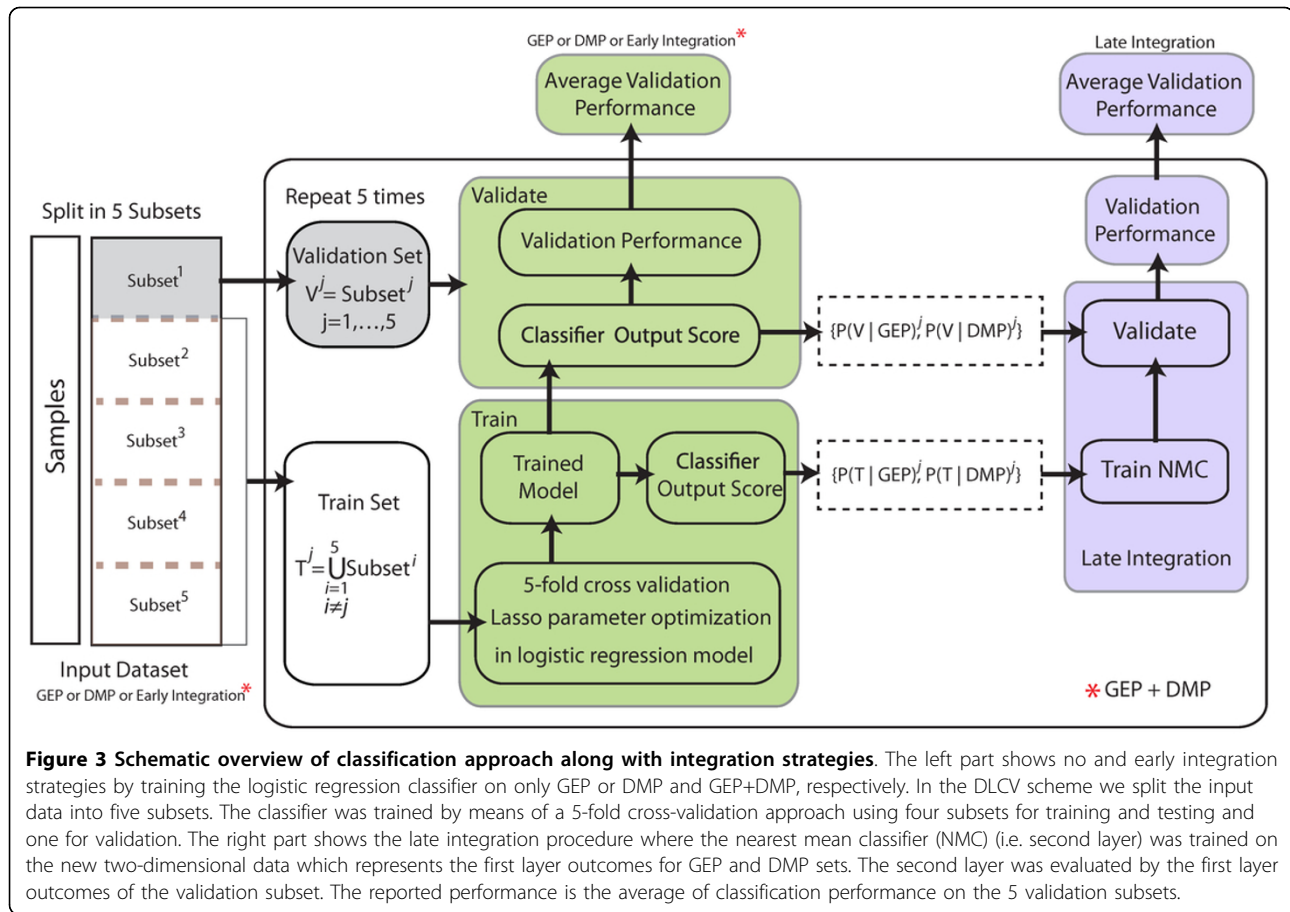 GEP or DMP or Early Integration*
Average Validation
Performance
Late Integration
Average Validation
Performance
Split in 5 Subsets
Samples
Subset1
Subset2
Subset3
Subset4
Subset5
Input Dataset
GEP or DMP or Early Integration*
Repeat 5 times
Validation Set
V^j= Subset^j
j=1,...,5
Train Set
T^j= 5 ∪ i=1 i≠j Subset^i
Validate
Validation Performance
Classifier Output Score
Train
Trained
Model
Classifier
Output Score
5-fold cross validation
Lasso parameter optimization
in logistic regression model
{P(V | GEP)^j, P(V | DMP)^j}
{P(T | GEP)^j, P(T | DMP)^j}
Validation
Performance
Validate
Train NMC
Late Integration
* GEP + DMP
Figure 3 Schematic overview of classification approach along with integration strategies. The left part shows no and early integration
strategies by training the logistic regression classifier on only GEP or DMP and GEP+DMP, respectively. In the DLCV scheme we split the input
data into five subsets. The classifier was trained by means of a 5-fold cross-validation approach using four subsets for training and testing and
one for validation. The right part shows the late integration procedure where the nearest mean classifier (NMC) (i.e. second layer) was trained on
the new two-dimensional data which represents the first layer outcomes for GEP and DMP sets. The second layer was evaluated by the first layer
outcomes of the validation subset. The reported performance is the average of classification performance on the 5 validation subsets.